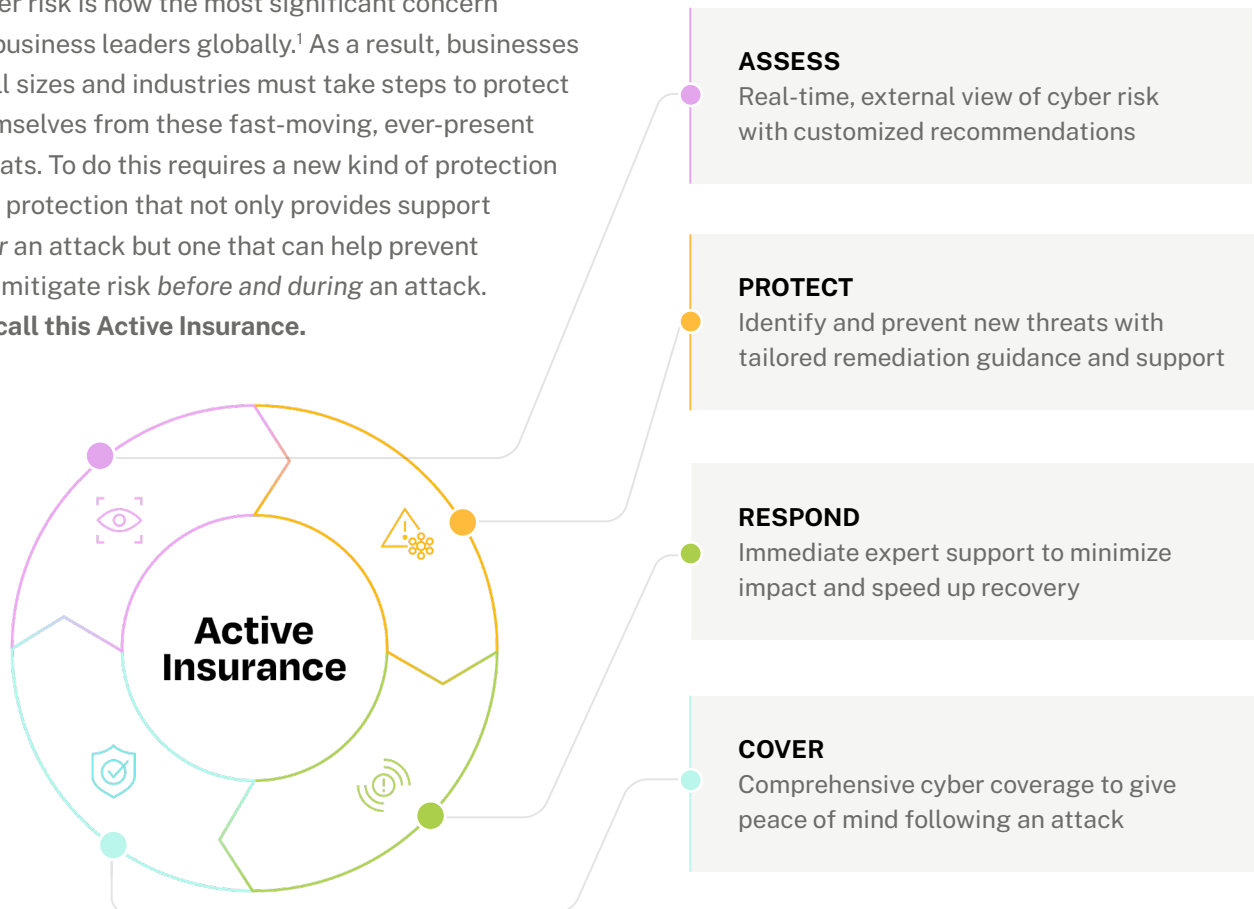 er risk is now the most significant concern
business leaders globally.¹ As a result, businesses
ll sizes and industries must take steps to protect
mselves from these fast-moving, ever-present
ats. To do this requires a new kind of protection
protection that not only provides support
r an attack but one that can help prevent
mitigate risk before and during an attack.
call this Active Insurance.
ASSESS
Real-time, external view of cyber risk
with customized recommendations
PROTECT
Identify and prevent new threats with
tailored remediation guidance and support
RESPOND
Immediate expert support to minimize
impact and speed up recovery
COVER
Comprehensive cyber coverage to give
peace of mind following an attack
Active
Insurance